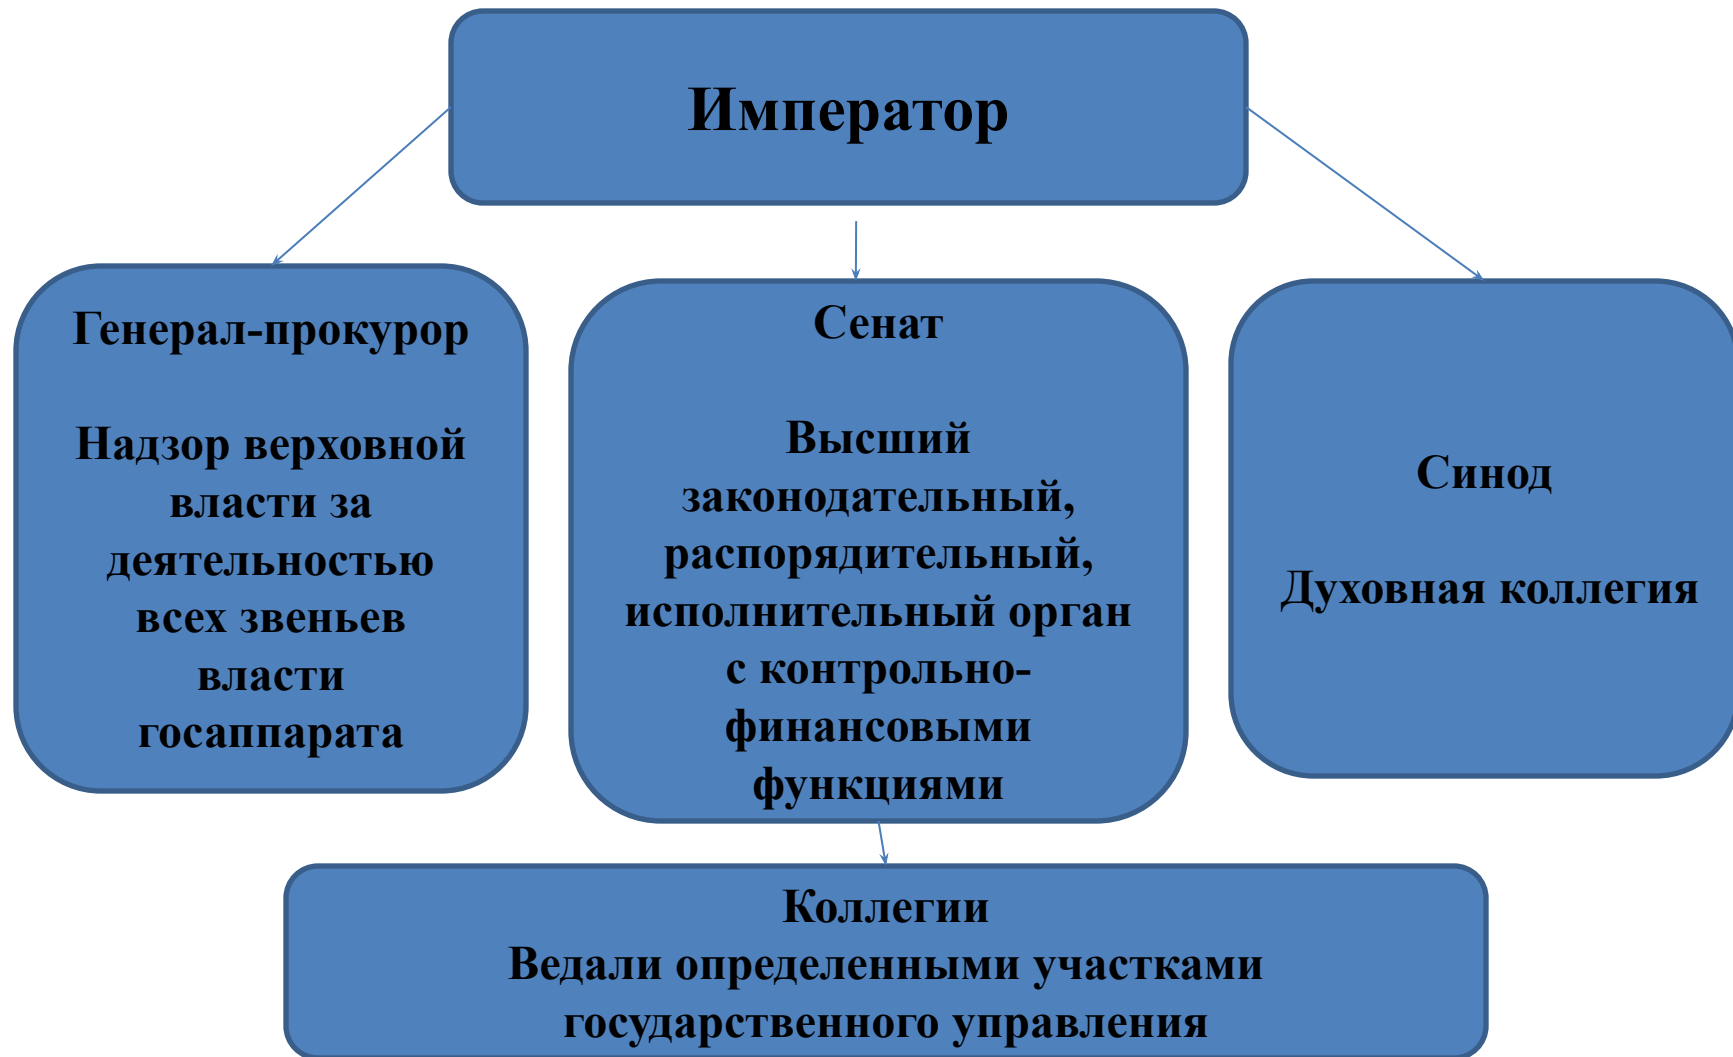 Император
Генерал-прокурор
Надзор верховной
власти за
деятельностью
всех звеньев
власти
госаппарата
Сенат
Высший
законодательный,
распорядительный,
исполнительный орган
с контрольно-
финансовыми
функциями
Синод
Духовная коллегия
Коллегии
Ведали определенными участками
государственного управления